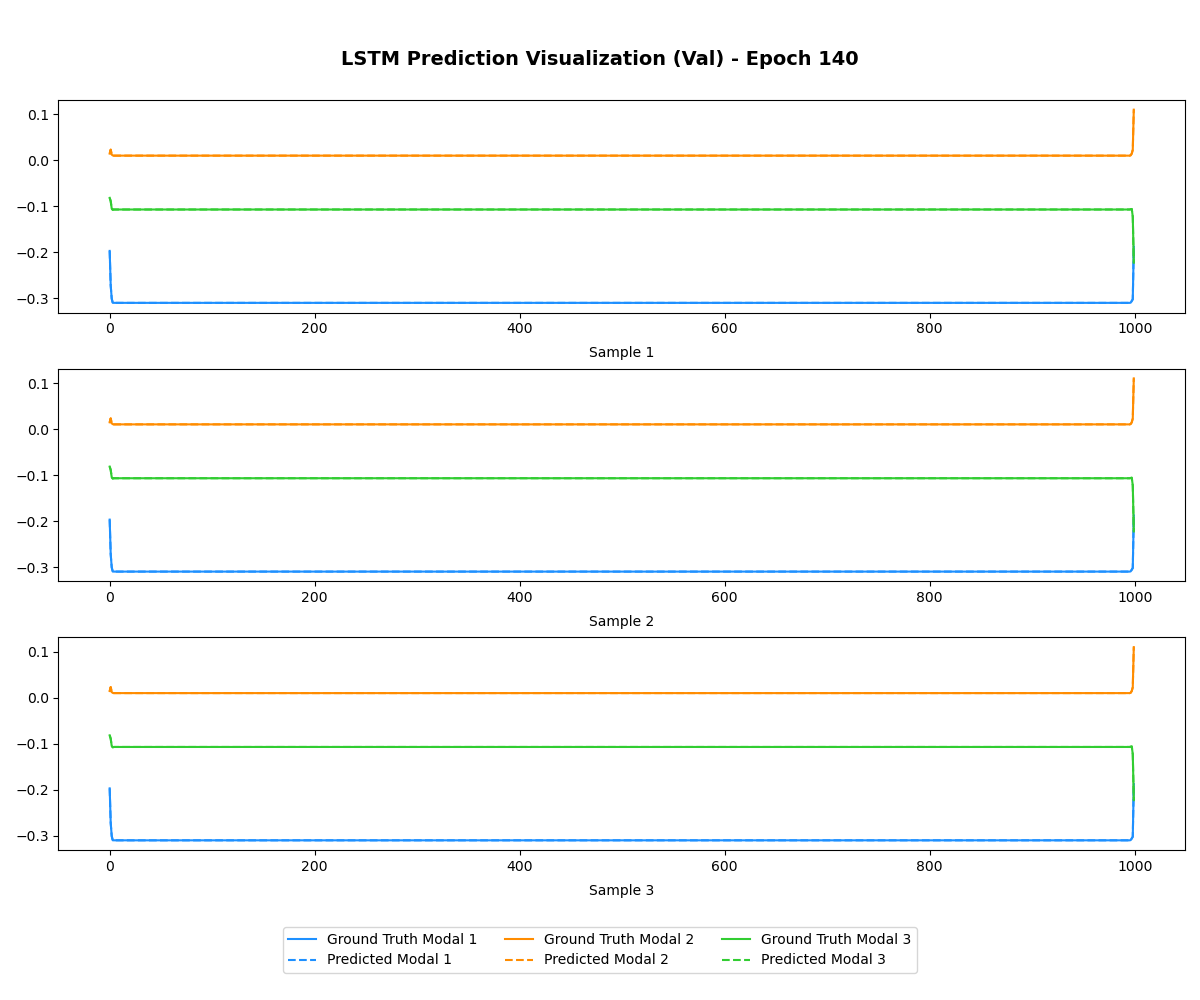 LSTM Prediction Visualization (Val) - Epoch 140
0.1
0.0
−0.1
−0.2
−0.3
0 200 400 600 800 1000
Sample 1
0.1
0.0
−0.1
−0.2
−0.3
0 200 400 600 800 1000
Sample 2
0.1
0.0
−0.1
−0.2
−0.3
0 200 400 600 800 1000
Sample 3
Ground Truth Modal 1 Ground Truth Modal 2 Ground Truth Modal 3
Predicted Modal 1 Predicted Modal 2 Predicted Modal 3